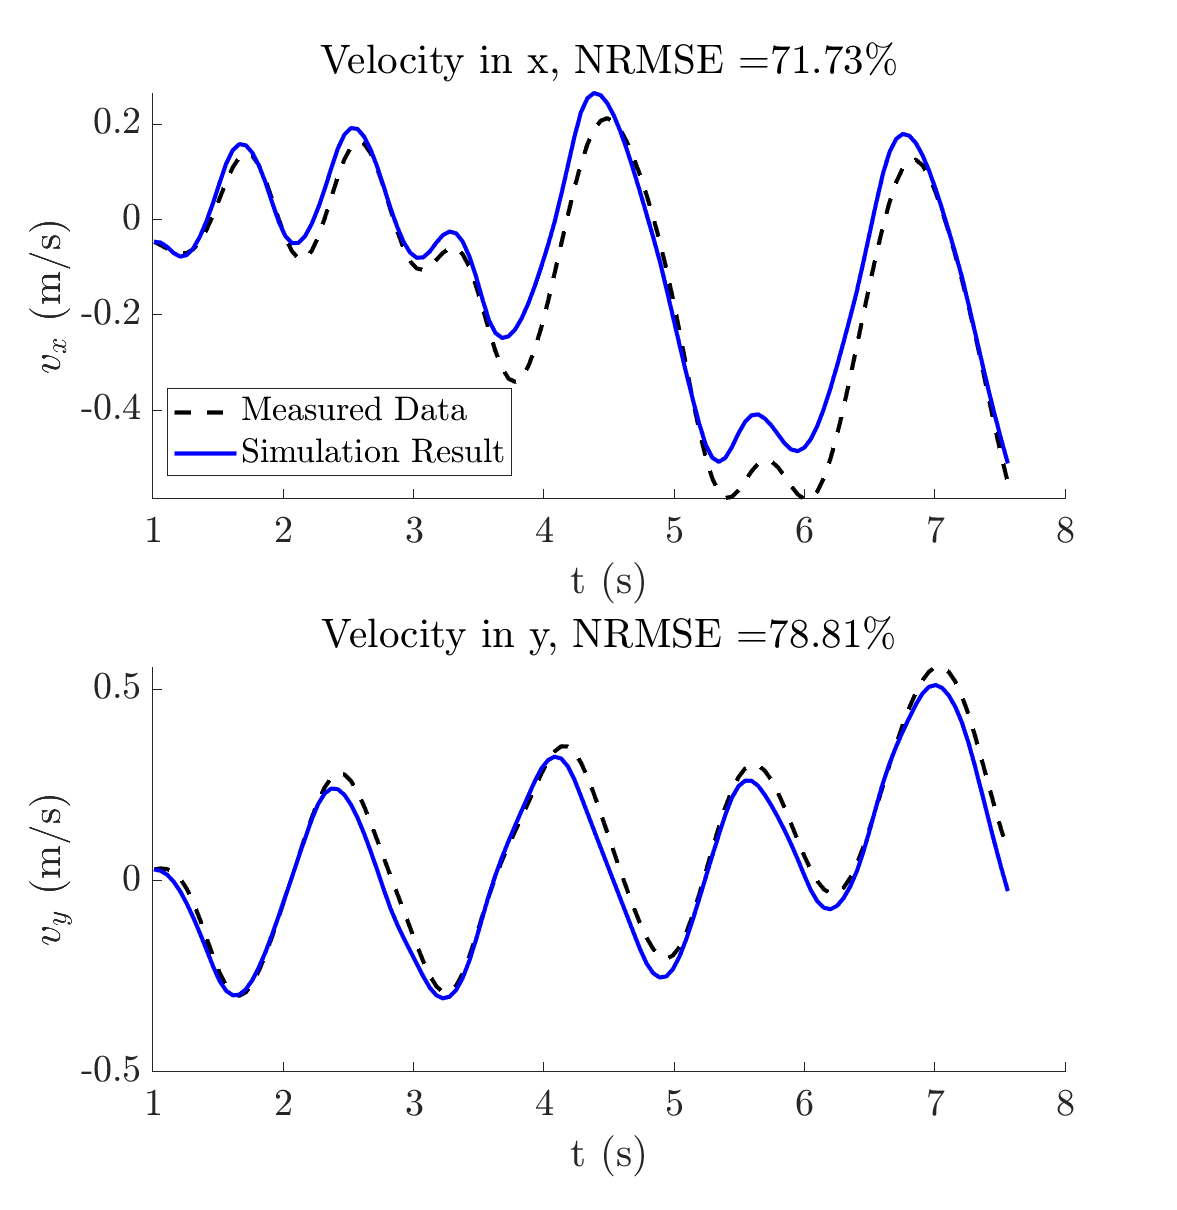 Velocity in x, NRMSE =71.73%
0.2
0
-0.2
-0.4
v_x (m/s)
Measured Data
Simulation Result
1 2 3 4 5 6 7 8
t (s)
Velocity in y, NRMSE =78.81%
0.5
0
-0.5
v_y (m/s)
1 2 3 4 5 6 7 8
t (s)